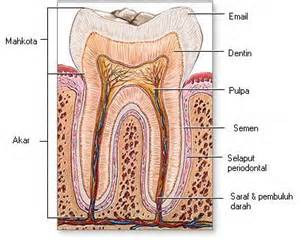 Mahkota
Akar
Email
Dentin
Pulpa
Semen
Selaput
periodontal
Saraf & pembuluh
darah